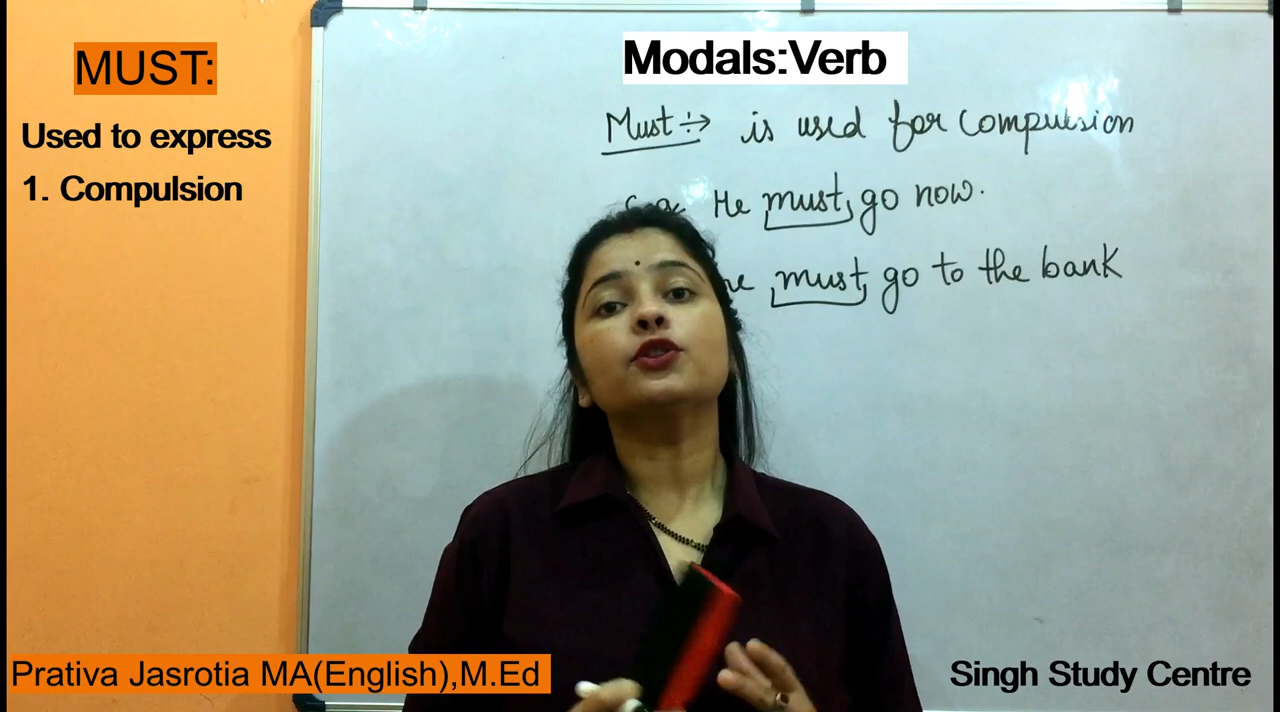 MUST:
Used to express
1. Compulsion
Modals:Verb
Must÷> is used for compulsion
He must go now.
must go to the bank
Prativa Jasrotia MA(English),M.Ed
Singh Study Centre